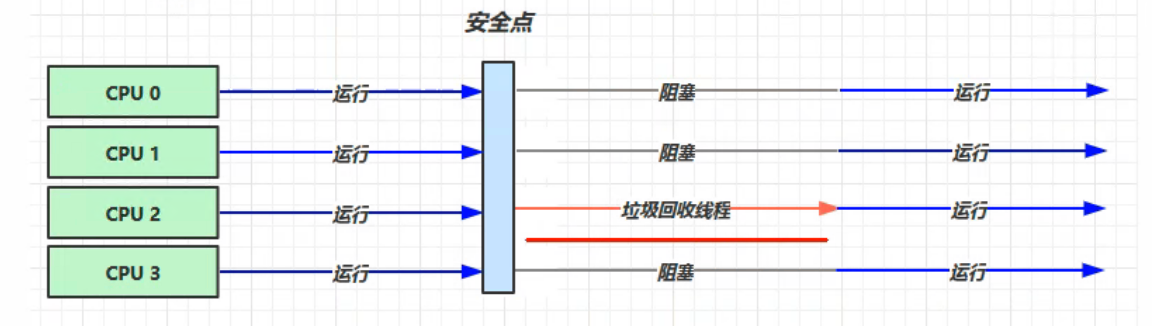 安全点
CPU 0 运行 阻塞 运行
CPU 1 运行 阻塞 运行
CPU 2 运行 垃圾回收线程 运行
CPU 3 运行 阻塞 运行